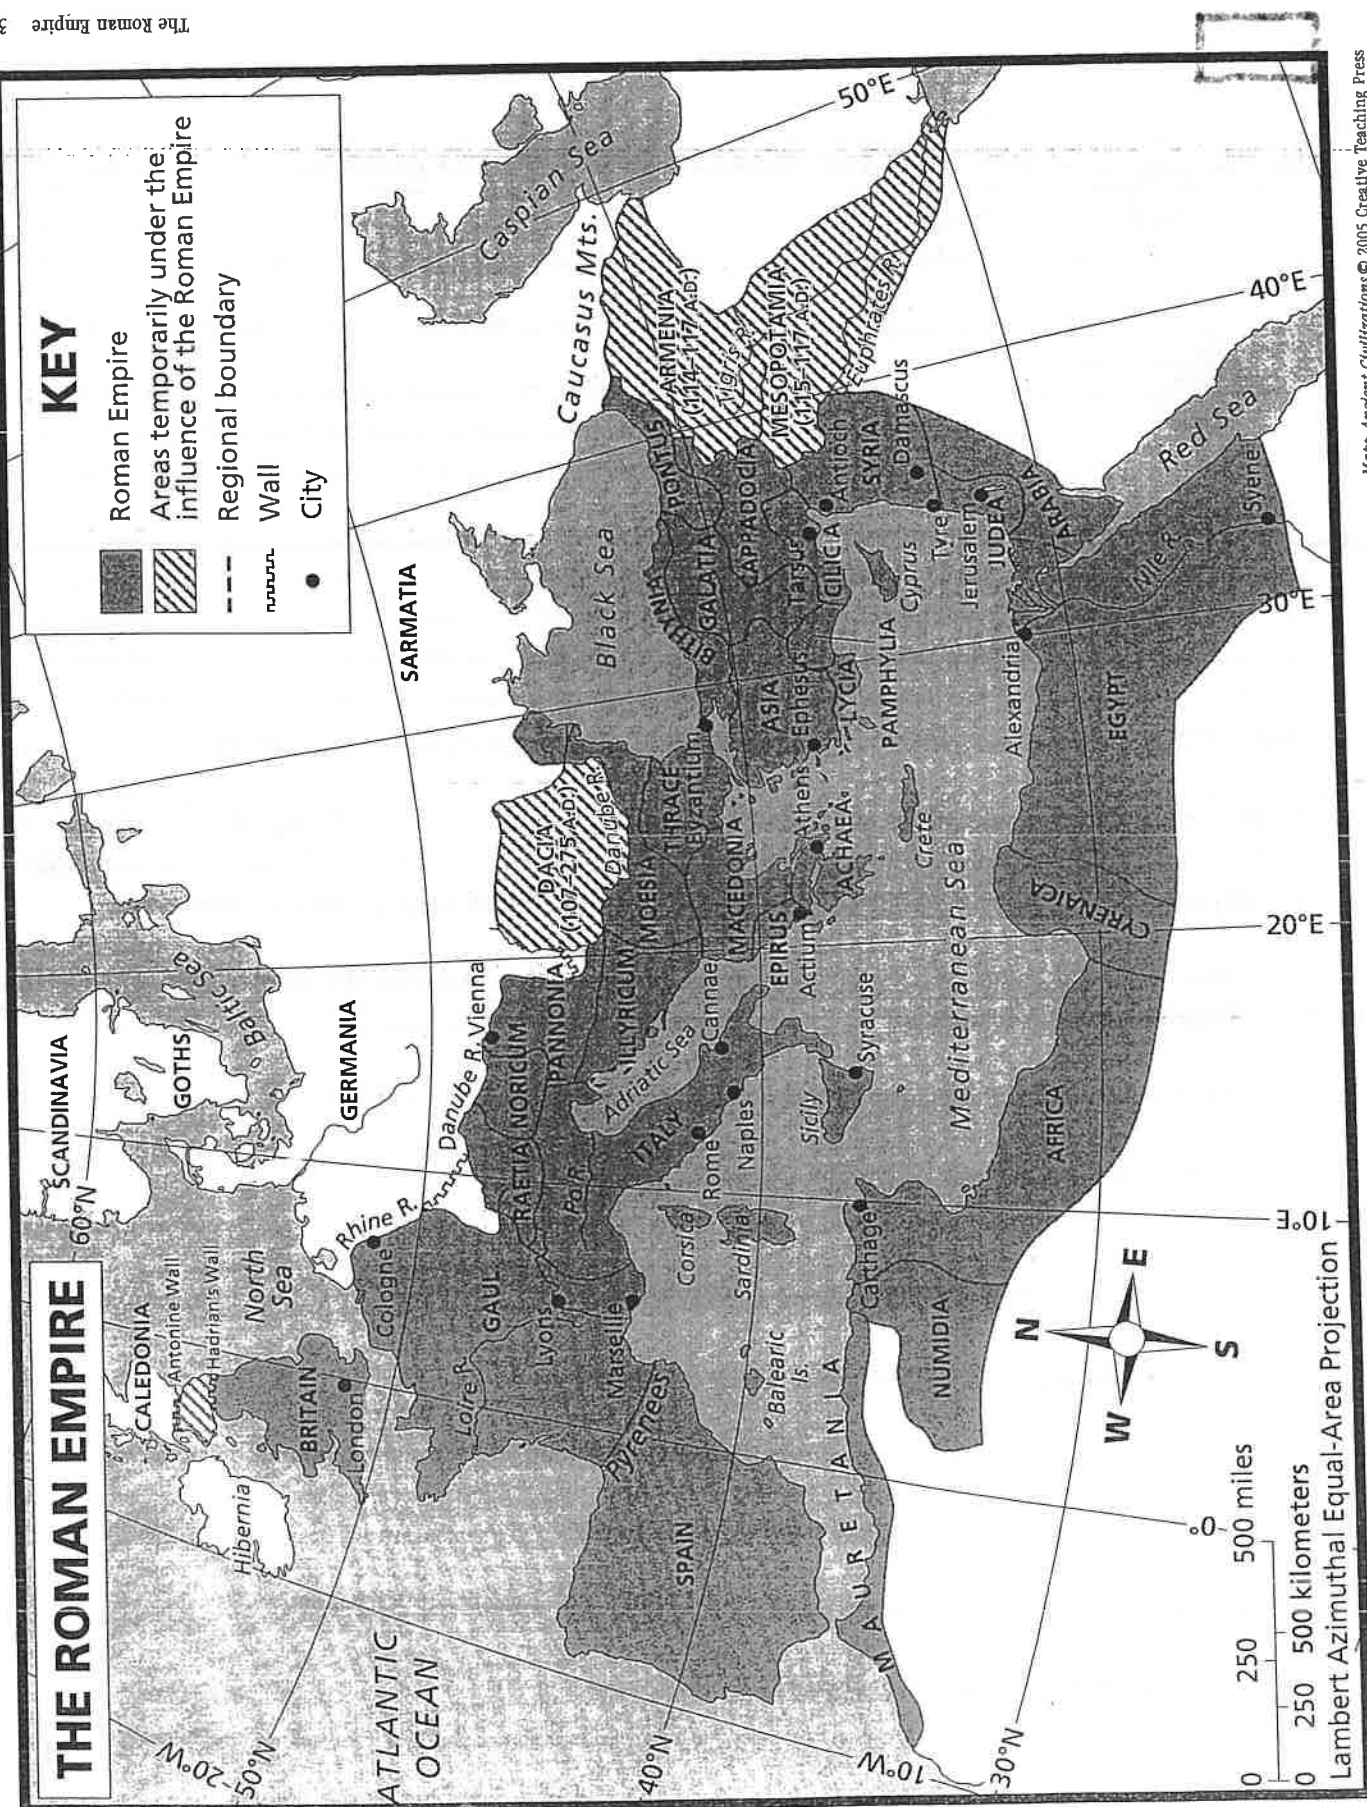 The Roman Empire 3
THE ROMAN EMPIRE
KEY
Roman Empire
Areas temporarily under the
influence of the Roman Empire
Regional boundary
Wall
City
SCANDINAVIA
60°N
GOTHS
Baltic Sea
CALEDONIA
Antonine Wall
Hadrian's Wall
North
Sea
Hibernia
BRITAIN
London
GERMANIA
SARMATIA
20°W
50°N
ATLANTIC
OCEAN
Rhine R.
Cologne
Danube R.
Vienna
GAUL
Loire R.
Lyons
Marseille
RAETIA
NORICUM
PANNONIA
Po R.
DACIA
(107–275 A.D.)
Danube R.
Black Sea
Caucasus Mts.
Caspian Sea
50°E
Pyrenees
SPAIN
40°N
Corsica
Sardinia
Balearic
Is.
ITALY
Rome
Naples
Adriatic Sea
Cannae
ILLYRICUM
MOESIA
THRACE
Byzantium
MACEDONIA
EPIRUS
Actium
Athens
ACHAEA
Sicily
Syracuse
Crete
BITHYNIA
PONTUS
GALATIA
CAPPADOCIA
ASIA
Ephesus
LYCIA
PAMPHYLIA
Tarsus
CILICIA
Cyprus
ARMENIA
(114–117 A.D.)
Tigris R.
MESOPOTAMIA
(115–117 A.D.)
Euphrates R.
Antioch
SYRIA
Damascus
Tyre
Jerusalem
JUDEA
ARABIA
MAURETANIA
NUMIDIA
Carthage
AFRICA
Mediterranean Sea
CYRENAICA
Alexandria
EGYPT
Nile R.
Syene
Red Sea
10°W
30°N
0°
10°E
20°E
30°E
40°E
N
W
E
S
0 250 500 miles
0 250 500 kilometers
Lambert Azimuthal Equal-Area Projection
Ancient Civilizations © 2005 Creative Teaching Press